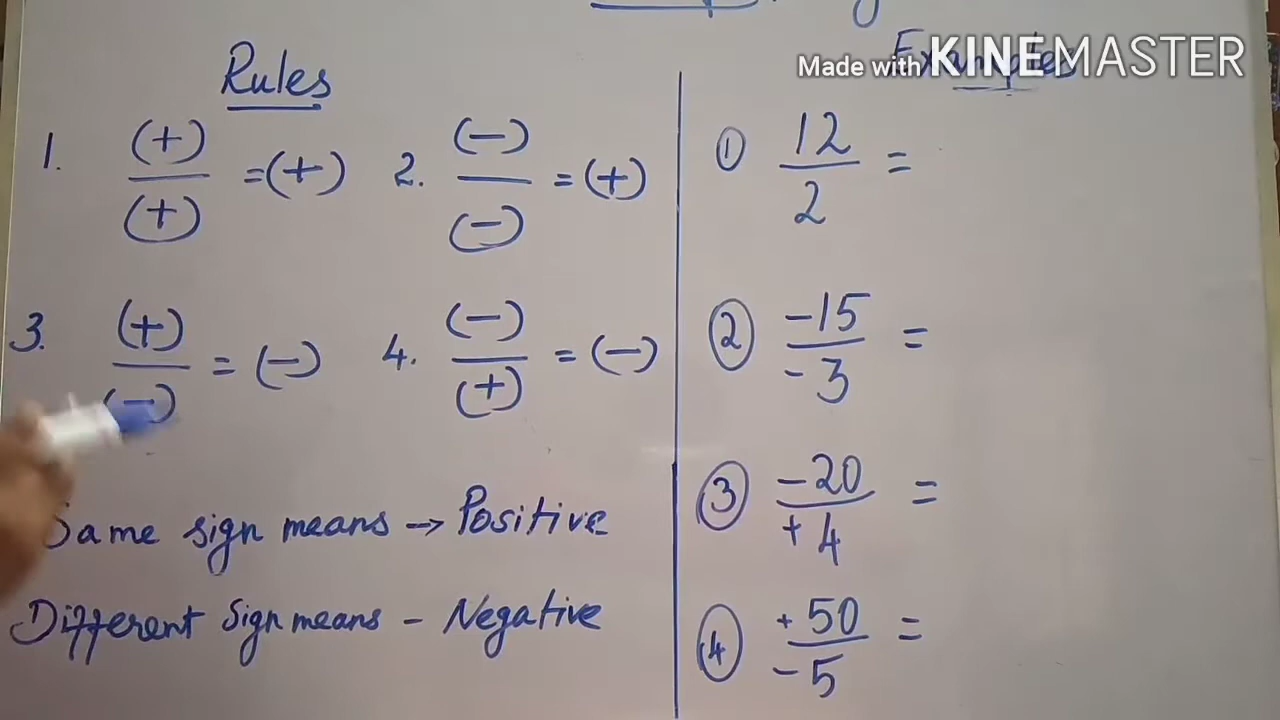 Made with KINEMASTER
Rules
Examples
1. (+)/(+) = (+) 2. (-)/(-) = (+)
3. (+)/(-) = (-) 4. (-)/(+) = (-)
Same sign means → Positive
Different Sign means - Negative
① 12/2 =
② -15/-3 =
③ -20/+4 =
④ +50/-5 =